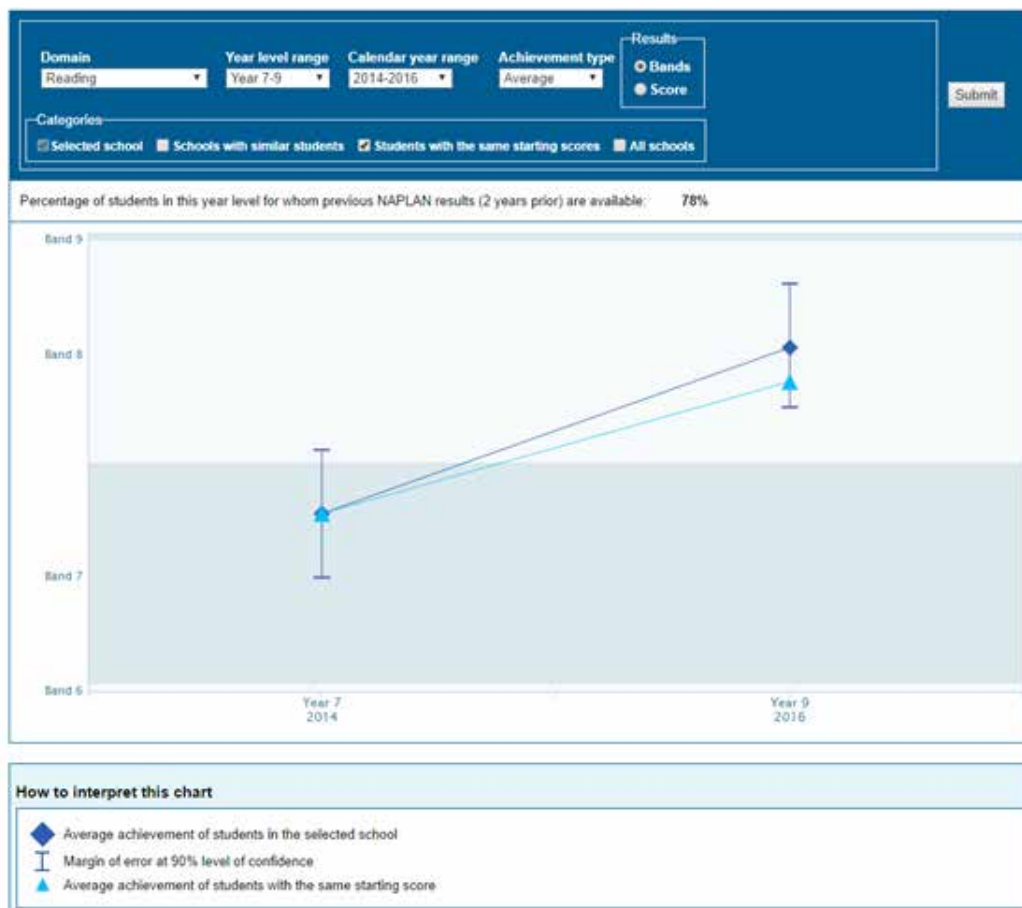 Results
Domain Year level range Calendar year range Achievement type
Reading Year 7-9 2014-2016 Average
Bands
Score
Submit
Categories
Selected school Schools with similar students Students with the same starting scores All schools
Percentage of students in this year level for whom previous NAPLAN results (2 years prior) are available: 78%
Band 9
Band 8
Band 7
Band 6
Year 7 Year 9
2014 2016
How to interpret this chart
Average achievement of students in the selected school
Margin of error at 90% level of confidence
Average achievement of students with the same starting score